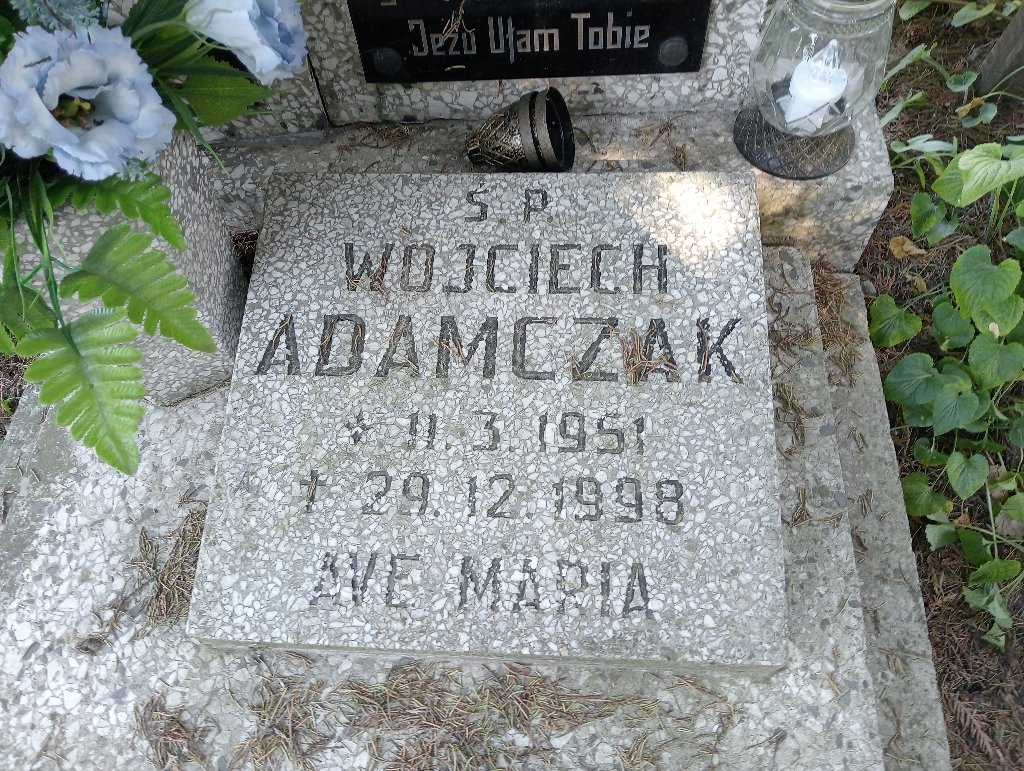 Jezu Ufam Tobie
Ś. P.
WOJCIECH
ADAMCZAK
* 11. 3. 1951
† 29. 12. 1998
AVE MARIA